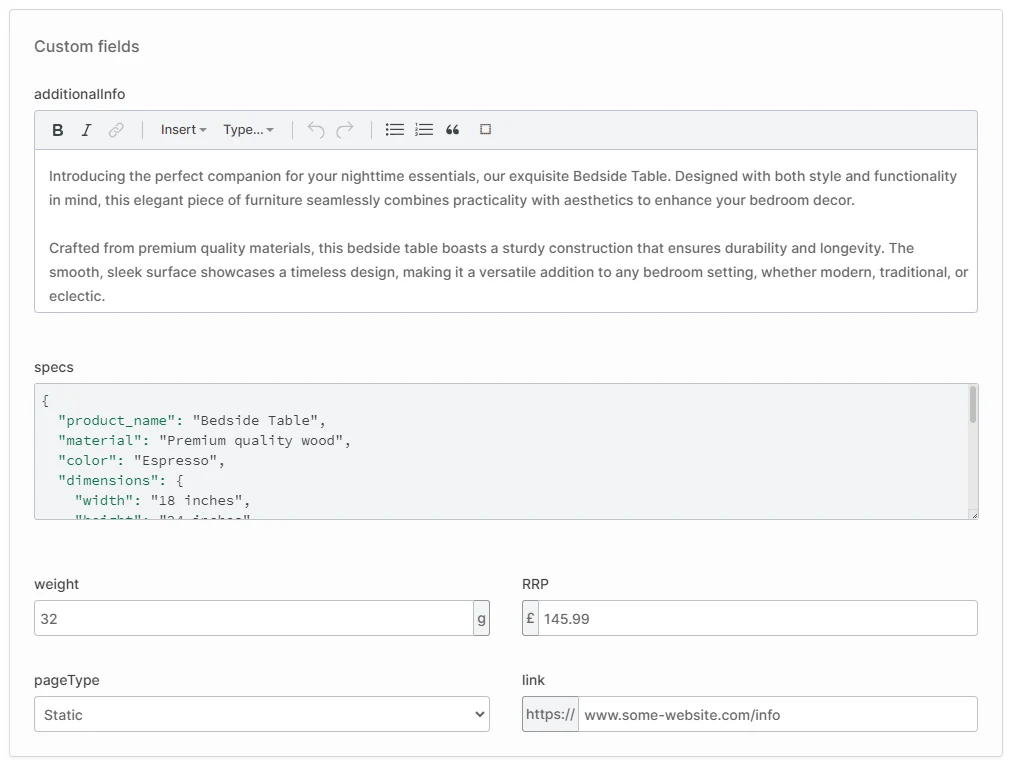 Custom fields
additionalInfo
B I Insert Type...
Introducing the perfect companion for your nighttime essentials, our exquisite Bedside Table. Designed with both style and functionality
in mind, this elegant piece of furniture seamlessly combines practicality with aesthetics to enhance your bedroom decor.
Crafted from premium quality materials, this bedside table boasts a sturdy construction that ensures durability and longevity. The
smooth, sleek surface showcases a timeless design, making it a versatile addition to any bedroom setting, whether modern, traditional, or
eclectic.
specs
{
"product_name": "Bedside Table",
"material": "Premium quality wood",
"color": "Espresso",
"dimensions": {
"width": "18 inches",
weight
RRP
32 g
£ 145.99
pageType
link
Static
https:// www.some-website.com/info